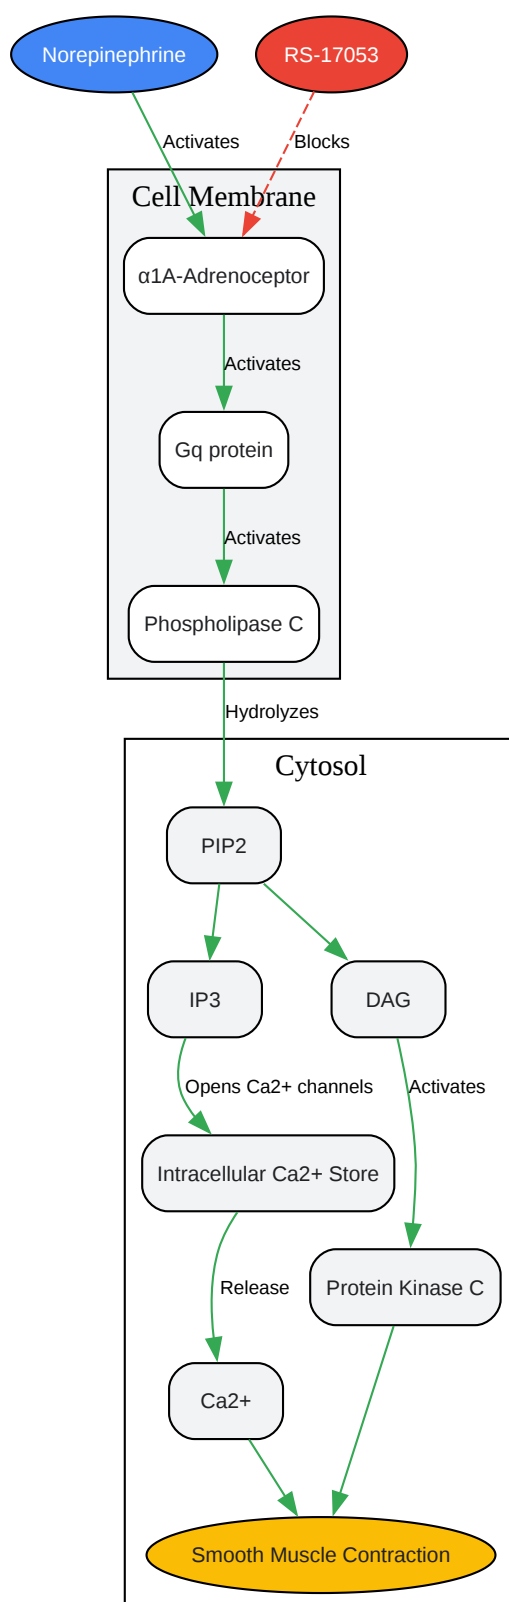 Norepinephrine
RS-17053
Activates
Blocks
Cell Membrane
α1A-Adrenoceptor
Activates
Gq protein
Activates
Phospholipase C
Hydrolyzes
Cytosol
PIP2
IP3
DAG
Opens Ca2+ channels
Activates
Intracellular Ca2+ Store
Release
Protein Kinase C
Ca2+
Smooth Muscle Contraction